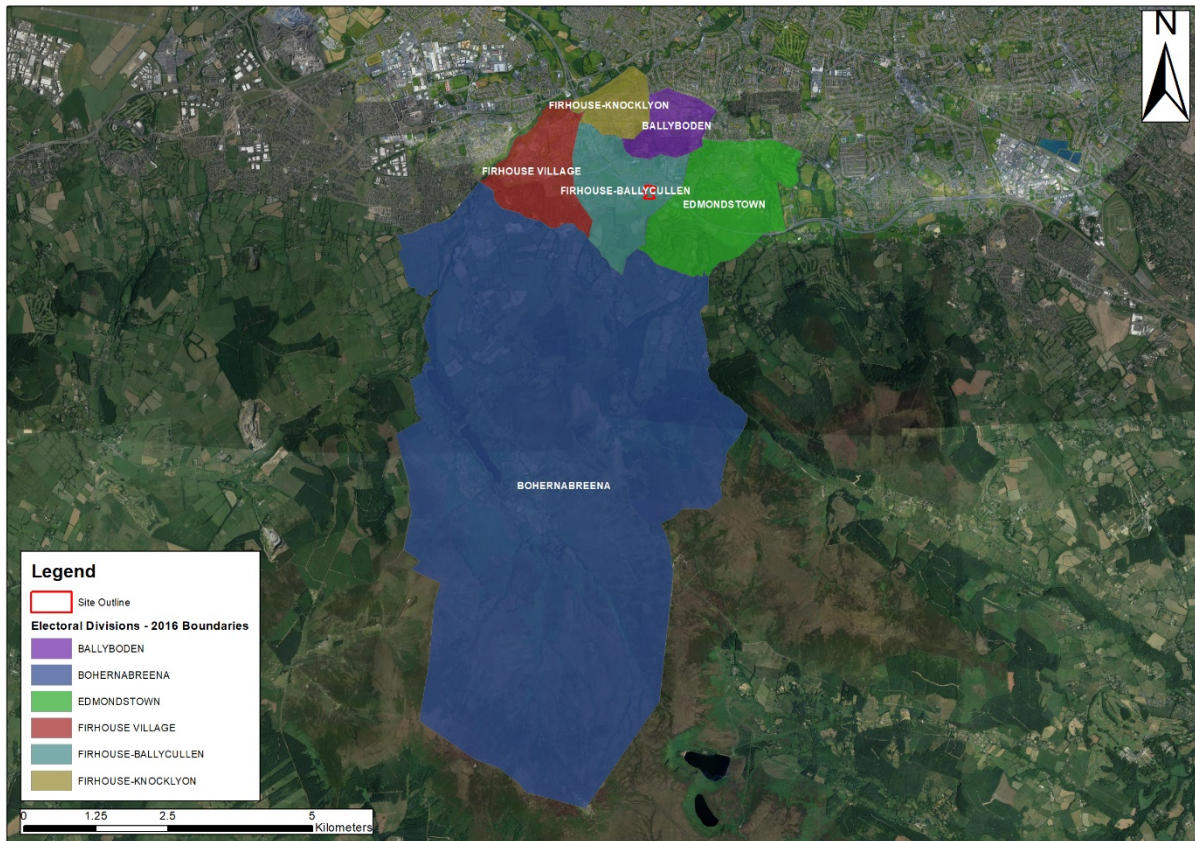 N
FIRHOUSE-KNOCKLYON
BALLYBODEN
FIRHOUSE VILLAGE
FIRHOUSE-BALLYCULLEN
EDMONDSTOWN
BOHERNABREENA
Legend
Site Outline
Electoral Divisions - 2016 Boundaries
BALLYBODEN
BOHERNABREENA
EDMONDSTOWN
FIRHOUSE VILLAGE
FIRHOUSE-BALLYCULLEN
FIRHOUSE-KNOCKLYON
0 1.25 2.5 5
Kilometers